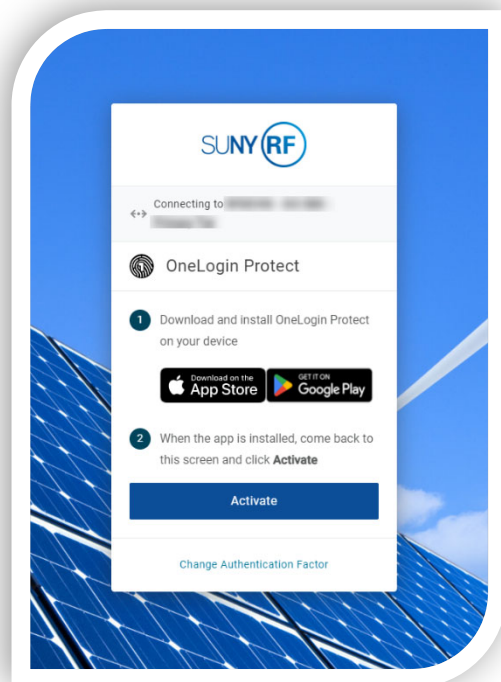 SUNY RF
Connecting to
OneLogin Protect
1 Download and install OneLogin Protect
on your device
Download on the
App Store
GET IT ON
Google Play
2 When the app is installed, come back to
this screen and click Activate
Activate
Change Authentication Factor